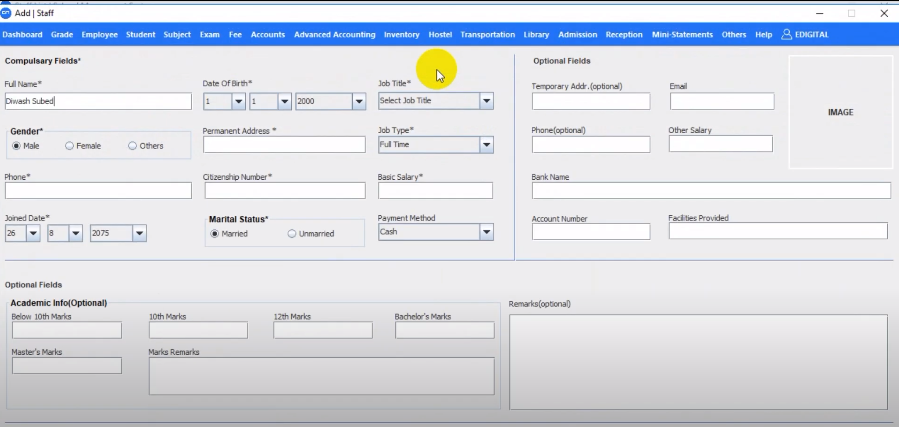 Add | Staff
Dashboard Grade Employee Student Subject Exam Fee Accounts Advanced Accounting Inventory Hostel Transportation Library Admission Reception Mini-Statements Others Help EDIGITAL
Compulsary Fields*
Full Name*
Diwash Subed
Date Of Birth*
1 1 2000
Job Title*
Select Job Title
Gender*
Male Female Others
Permanent Address *
Job Type*
Full Time
Phone*
Citizenship Number*
Basic Salary*
Joined Date*
26 8 2075
Marital Status*
Married Unmarried
Payment Method
Cash
Optional Fields
Temporary Addr.(optional)
Email
IMAGE
Phone(optional)
Other Salary
Bank Name
Account Number
Facilities Provided
Optional Fields
Academic Info(Optional)
Below 10th Marks
10th Marks
12th Marks
Bachelor's Marks
Master's Marks
Marks Remarks
Remarks(optional)